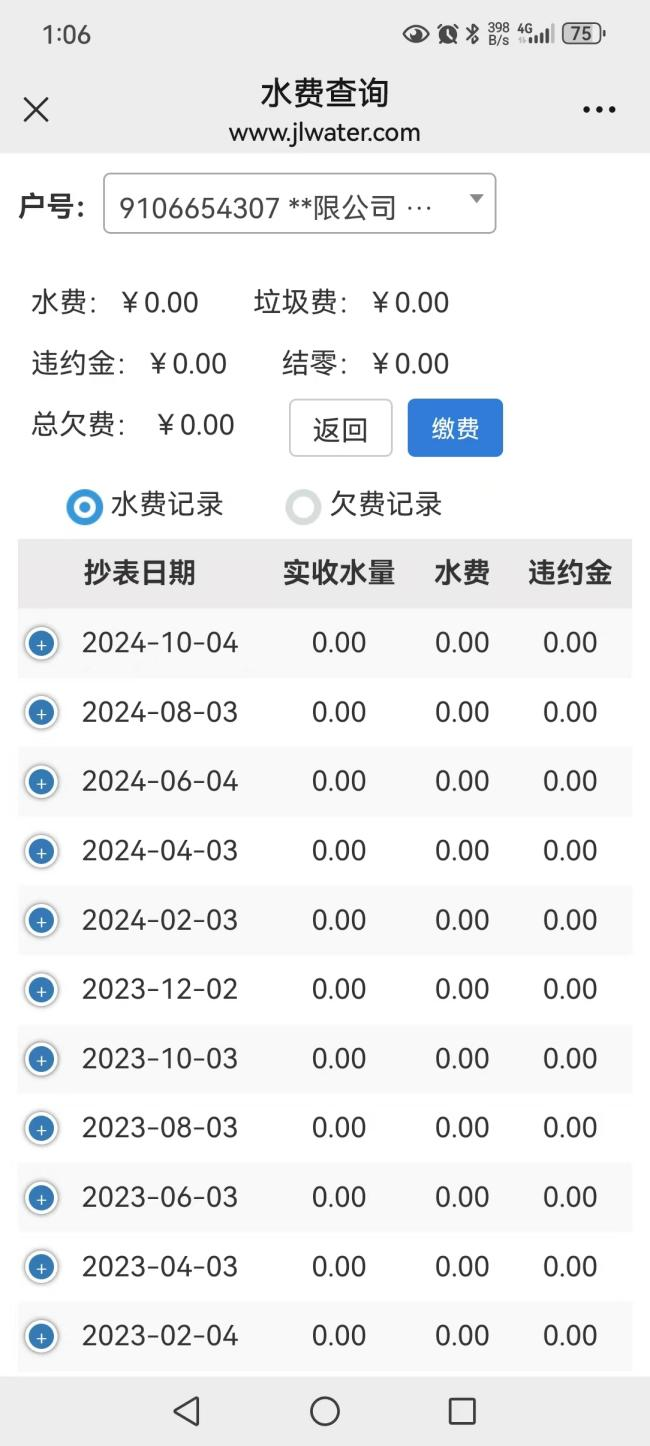 1:06 398 B/s 4G 75
水费查询
www.jlwater.com
户号： 9106654307 **限公司 ···
水费： ￥0.00 垃圾费： ￥0.00
违约金： ￥0.00 结零： ￥0.00
总欠费： ￥0.00 返回 缴费
水费记录 欠费记录
抄表日期 实收水量 水费 违约金
2024-10-04 0.00 0.00 0.00
2024-08-03 0.00 0.00 0.00
2024-06-04 0.00 0.00 0.00
2024-04-03 0.00 0.00 0.00
2024-02-03 0.00 0.00 0.00
2023-12-02 0.00 0.00 0.00
2023-10-03 0.00 0.00 0.00
2023-08-03 0.00 0.00 0.00
2023-06-03 0.00 0.00 0.00
2023-04-03 0.00 0.00 0.00
2023-02-04 0.00 0.00 0.00